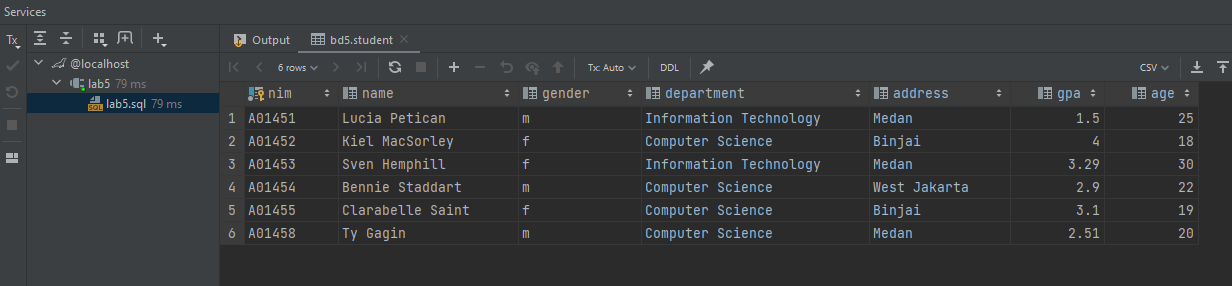 Services
Tx
Output
bd5.student
@localhost
lab5 79 ms
lab5.sql 79 ms
6 rows
Tx: Auto
DDL
CSV
nim name gender department address gpa age
1 A01451 Lucia Petican m Information Technology Medan 1.5 25
2 A01452 Kiel MacSorley f Computer Science Binjai 4 18
3 A01453 Sven Hemphill f Information Technology Medan 3.29 30
4 A01454 Bennie Staddart m Computer Science West Jakarta 2.9 22
5 A01455 Clarabelle Saint f Computer Science Binjai 3.1 19
6 A01458 Ty Gagin m Computer Science Medan 2.51 20